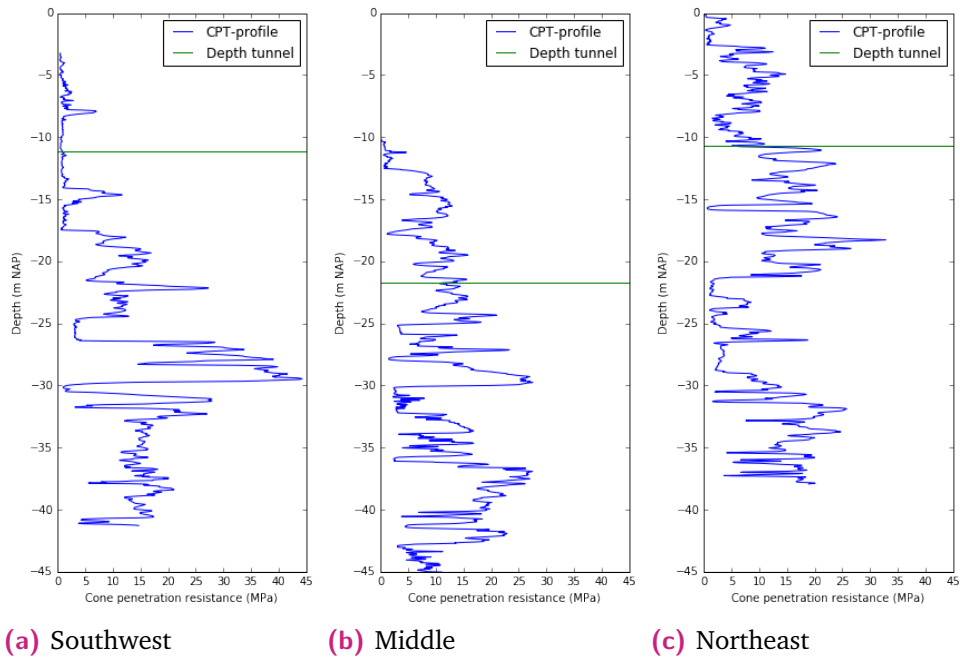 CPT-profile
Depth tunnel
0
−5
−10
−15
−20
−25
−30
−35
−40
−45
Depth (m NAP)
0 5 10 15 20 25 30 35 40 45
Cone penetration resistance (MPa)
(a) Southwest
CPT-profile
Depth tunnel
0
−5
−10
−15
−20
−25
−30
−35
−40
−45
Depth (m NAP)
0 5 10 15 20 25 30 35 40 45
Cone penetration resistance (MPa)
(b) Middle
CPT-profile
Depth tunnel
0
−5
−10
−15
−20
−25
−30
−35
−40
−45
Depth (m NAP)
0 5 10 15 20 25 30 35 40 45
Cone penetration resistance (MPa)
(c) Northeast